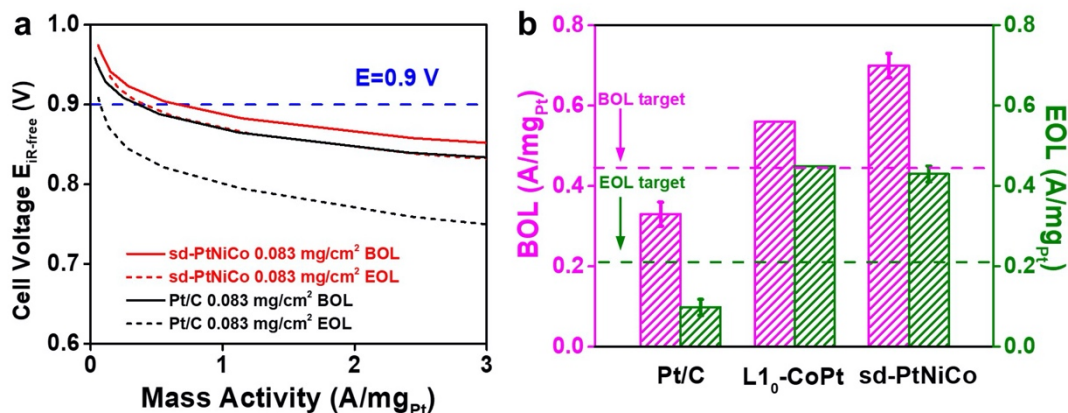 a
Cell Voltage E_iR-free (V)
1.0
0.9
0.8
0.7
0.6
E=0.9 V
sd-PtNiCo 0.083 mg/cm² BOL
sd-PtNiCo 0.083 mg/cm² EOL
Pt/C 0.083 mg/cm² BOL
Pt/C 0.083 mg/cm² EOL
0 1 2 3
Mass Activity (A/mg_Pt)
b
BOL (A/mg_Pt)
0.8
0.6
0.4
0.2
0.0
BOL target
EOL target
0.8
0.6
0.4
0.2
0.0
EOL (A/mg_Pt)
Pt/C L1₀-CoPt sd-PtNiCo